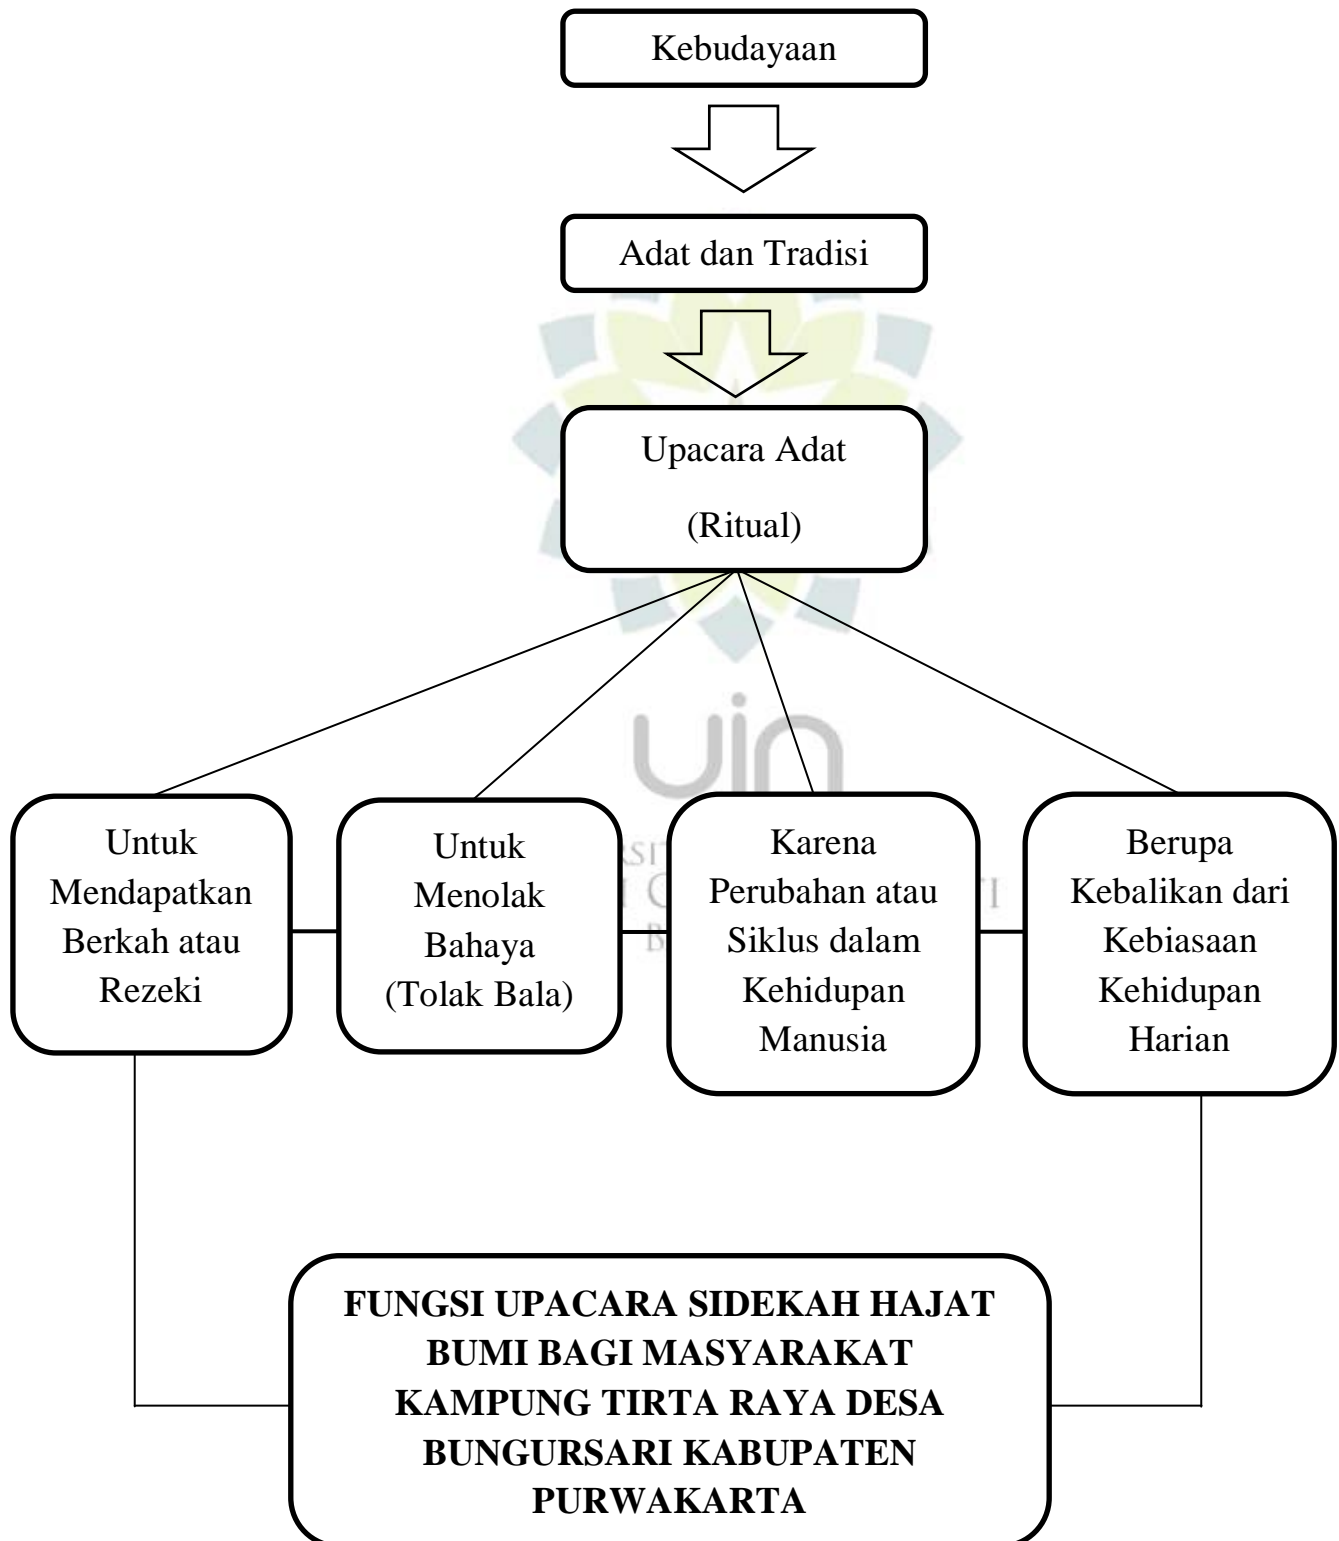 Kebudayaan
Adat dan Tradisi
Upacara Adat
(Ritual)
uin
Untuk
Mendapatkan
Berkah atau
Rezeki
Untuk
Menolak
Bahaya
(Tolak Bala)
Karena
Perubahan atau
Siklus dalam
Kehidupan
Manusia
Berupa
Kebalikan dari
Kebiasaan
Kehidupan
Harian
FUNGSI UPACARA SIDEKAH HAJAT
BUMI BAGI MASYARAKAT
KAMPUNG TIRTA RAYA DESA
BUNGURSARI KABUPATEN
PURWAKARTA